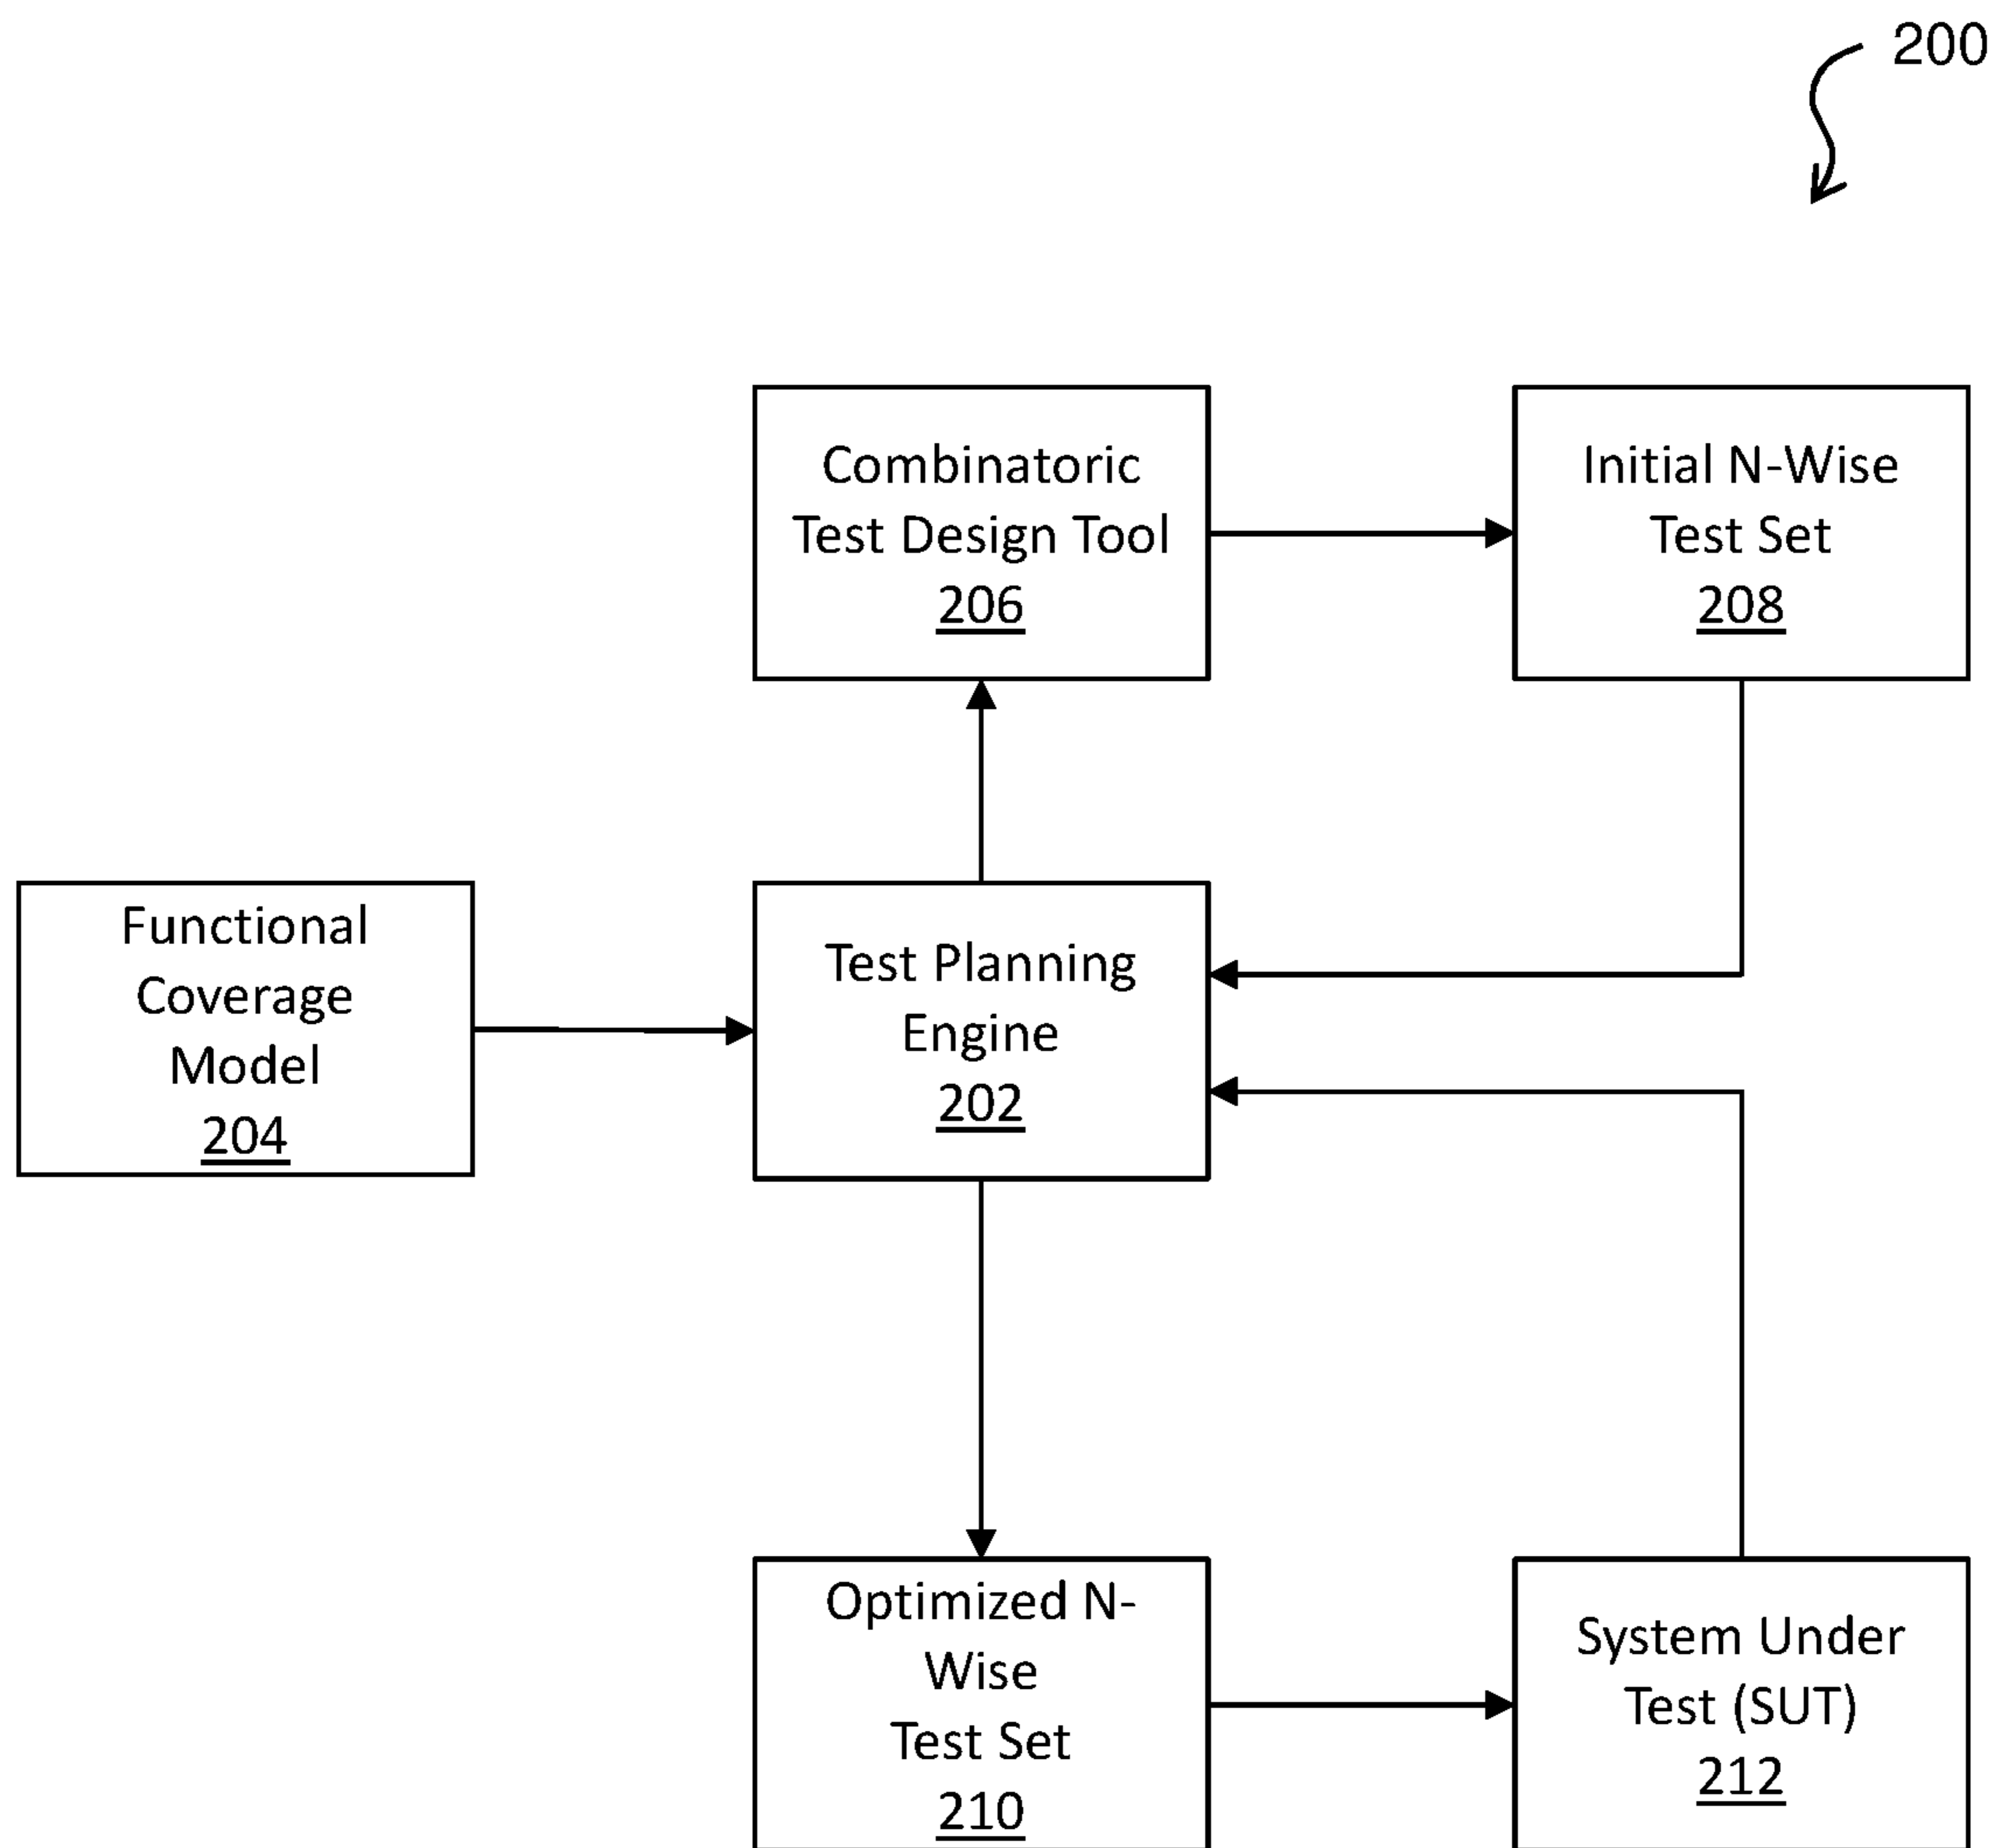 200
Combinatoric
Test Design Tool
206
Initial N-Wise
Test Set
208
Functional
Coverage
Model
204
Test Planning
Engine
202
Optimized N-
Wise
Test Set
210
System Under
Test (SUT)
212